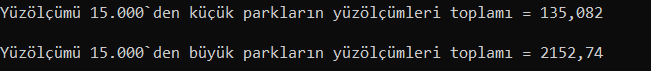 Yüzölçümü 15.000`den küçük parkların yüzölçümleri toplamı = 135,082
Yüzölçümü 15.000`den büyük parkların yüzölçümleri toplamı = 2152,74